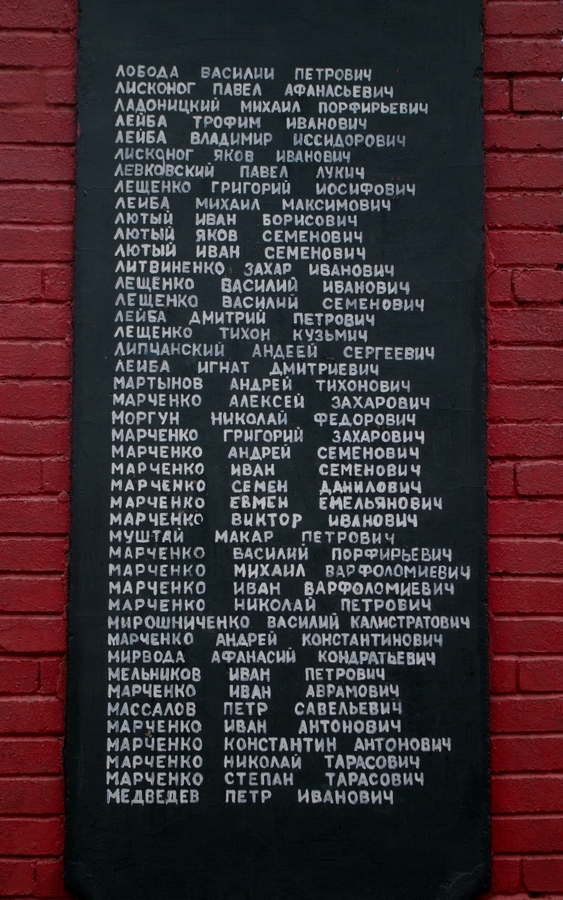 ЛОБОДА ВАСИЛИЙ ПЕТРОВИЧ
ЛИСКОНОГ ПАВЕЛ АФАНАСЬЕВИЧ
ЛАДОНИЦКИЙ МИХАИЛ ПОРФИРЬЕВИЧ
ЛЕЙБА ТРОФИМ ИВАНОВИЧ
ЛЕЙБА ВЛАДИМИР ИССИДОРОВИЧ
ЛИСКОНОГ ЯКОВ ИВАНОВИЧ
ЛЕВКОВСКИЙ ПАВЕЛ ЛУКИЧ
ЛЕЩЕНКО ГРИГОРИЙ ИОСИФОВИЧ
ЛЕЙБА МИХАИЛ МАКСИМОВИЧ
ЛЮТЫЙ ИВАН БОРИСОВИЧ
ЛЮТЫЙ ЯКОВ СЕМЕНОВИЧ
ЛЮТЫЙ ИВАН СЕМЕНОВИЧ
ЛИТВИНЕНКО ЗАХАР ИВАНОВИЧ
ЛЕЩЕНКО ВАСИЛИЙ ИВАНОВИЧ
ЛЕЩЕНКО ВАСИЛИЙ СЕМЕНОВИЧ
ЛЕЙБА ДМИТРИЙ ПЕТРОВИЧ
ЛЕЩЕНКО ТИХОН КУЗЬМИЧ
ЛИПЧАНСКИЙ АНДЕЕЙ СЕРГЕЕВИЧ
ЛЕЙБА ИГНАТ ДМИТРИЕВИЧ
МАРТЫНОВ АНДРЕЙ ТИХОНОВИЧ
МАРЧЕНКО АЛЕКСЕЙ ЗАХАРОВИЧ
МОРГУН НИКОЛАЙ ФЕДОРОВИЧ
МАРЧЕНКО ГРИГОРИЙ ЗАХАРОВИЧ
МАРЧЕНКО АНДРЕЙ СЕМЕНОВИЧ
МАРЧЕНКО ИВАН СЕМЕНОВИЧ
МАРЧЕНКО СЕМЕН ДАНИЛОВИЧ
МАРЧЕНКО ЕВМЕН ЕМЕЛЬЯНОВИЧ
МАРЧЕНКО ВИКТОР ИВАНОВИЧ
МУШТАЙ МАКАР ПЕТРОВИЧ
МАРЧЕНКО ВАСИЛИЙ ПОРФИРЬЕВИЧ
МАРЧЕНКО МИХАИЛ ВАРФОЛОМИЕВИЧ
МАРЧЕНКО ИВАН ВАРФОЛОМИЕВИЧ
МАРЧЕНКО НИКОЛАЙ ПЕТРОВИЧ
МИРОШНИЧЕНКО ВАСИЛИЙ КАЛИСТРАТОВИЧ
МАРЧЕНКО АНДРЕЙ КОНСТАНТИНОВИЧ
МИРВОДА АФАНАСИЙ КОНДРАТЬЕВИЧ
МЕЛЬНИКОВ ИВАН ПЕТРОВИЧ
МАРЧЕНКО ИВАН АВРАМОВИЧ
МАССАЛОВ ПЕТР САВЕЛЬЕВИЧ
МАРЧЕНКО ИВАН АНТОНОВИЧ
МАРЧЕНКО КОНСТАНТИН АНТОНОВИЧ
МАРЧЕНКО НИКОЛАЙ ТАРАСОВИЧ
МАРЧЕНКО СТЕПАН ТАРАСОВИЧ
МЕДВЕДЕВ ПЕТР ИВАНОВИЧ